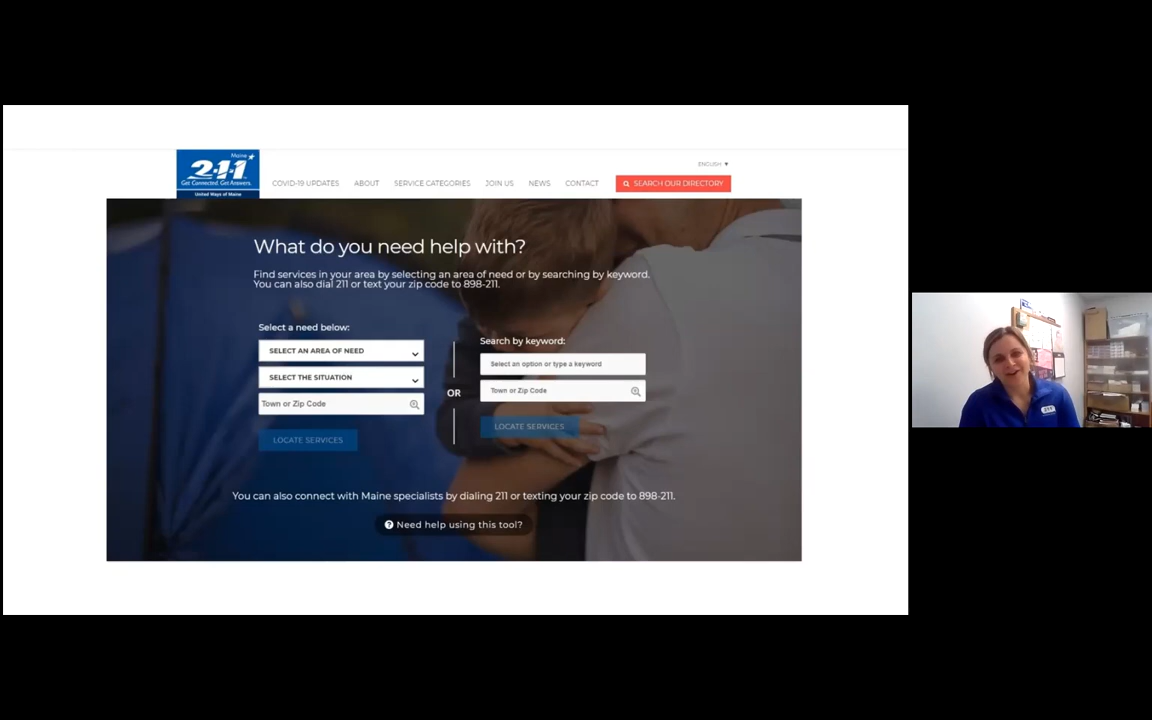 Maine
2-1-1
Get Connected. Get Answers.
United Ways of Maine
ENGLISH
COVID-19 UPDATES
ABOUT
SERVICE CATEGORIES
JOIN US
NEWS
CONTACT
SEARCH OUR DIRECTORY
What do you need help with?
Find services in your area by selecting an area of need or by searching by keyword.
You can also dial 211 or text your zip code to 898-211.
Select a need below:
SELECT AN AREA OF NEED
SELECT THE SITUATION
Town or Zip Code
LOCATE SERVICES
OR
Search by keyword:
Select an option or type a keyword
Town or Zip Code
LOCATE SERVICES
You can also connect with Maine specialists by dialing 211 or texting your zip code to 898-211.
Need help using this tool?
211